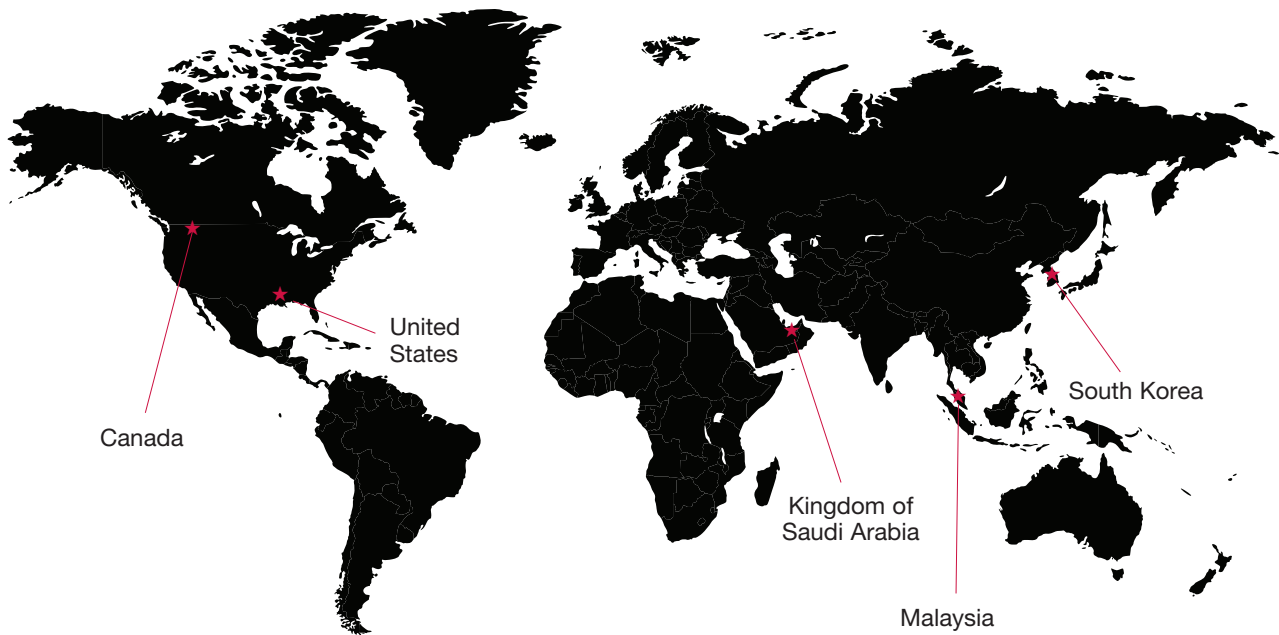 United
States
South Korea
Canada
Kingdom of
Saudi Arabia
Malaysia